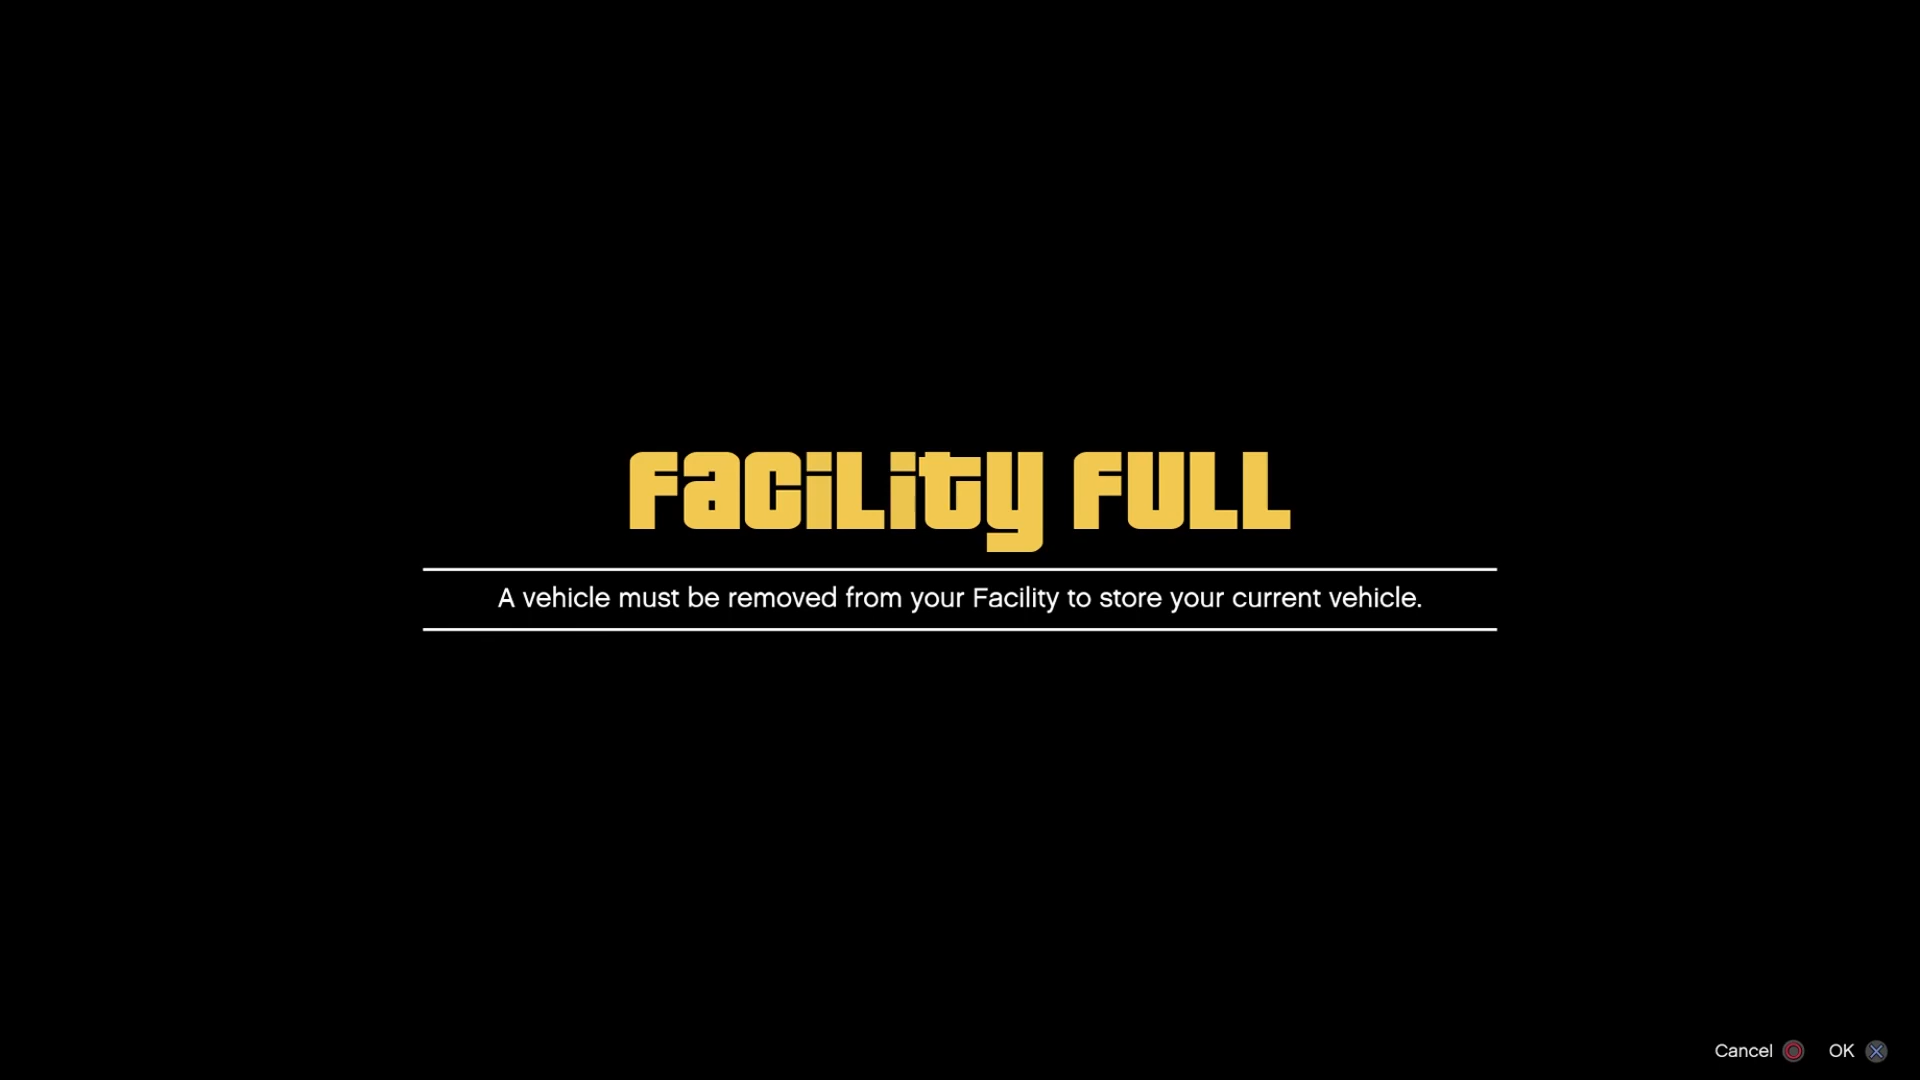 Facility Full
A vehicle must be removed from your Facility to store your current vehicle.
Cancel OK